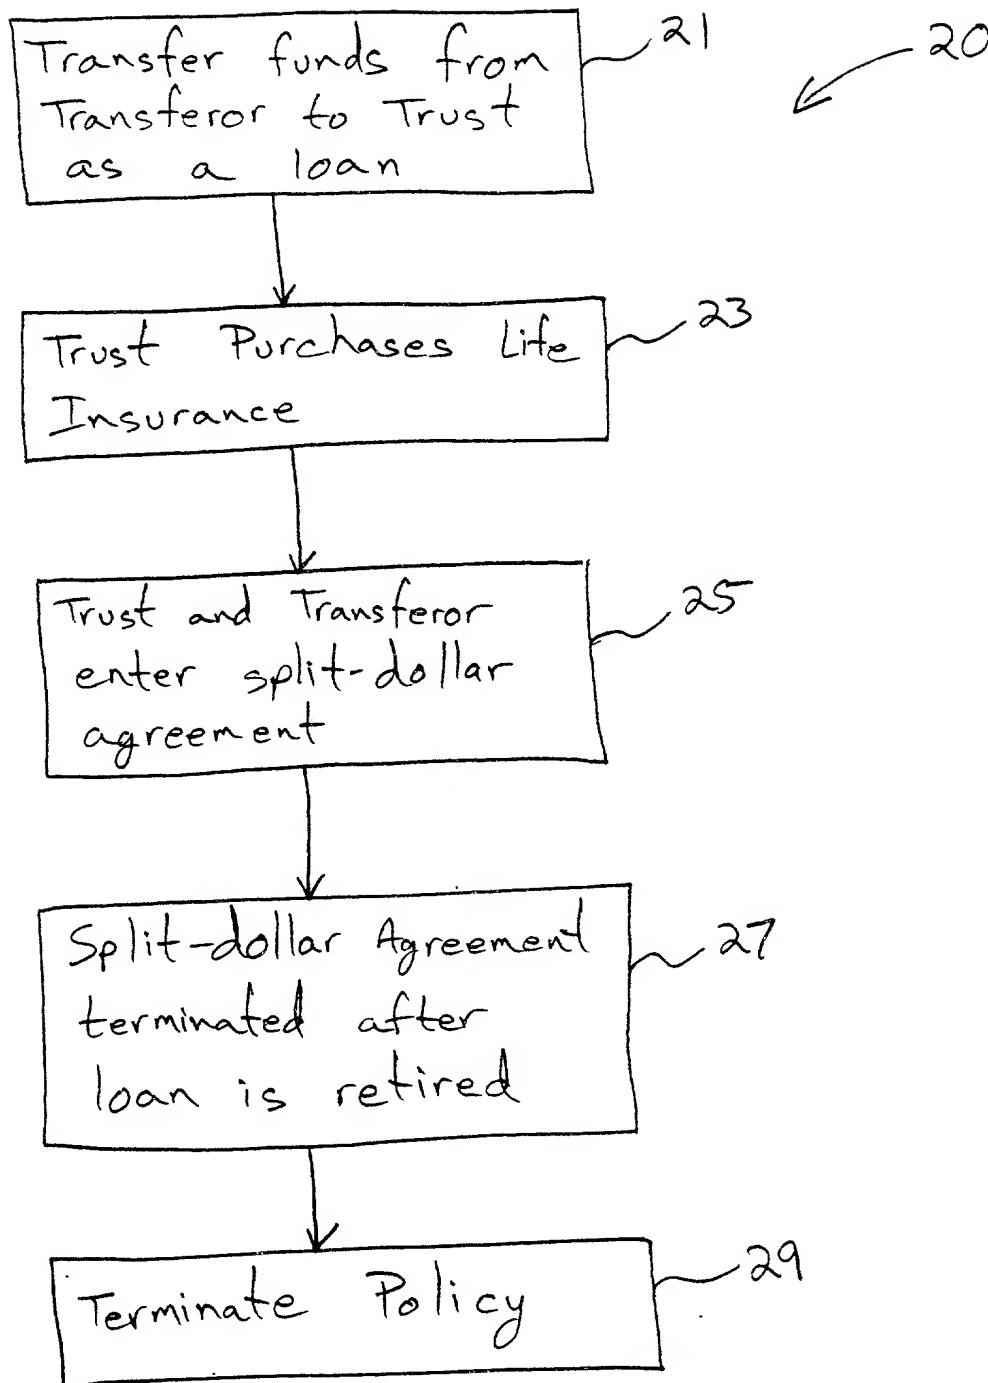 Transfer funds from
Transferor to Trust
as a loan
21
20
Trust Purchases Life
Insurance
23
Trust and Transferor
enter split-dollar
agreement
25
Split-dollar Agreement
terminated after
loan is retired
27
Terminate Policy
29